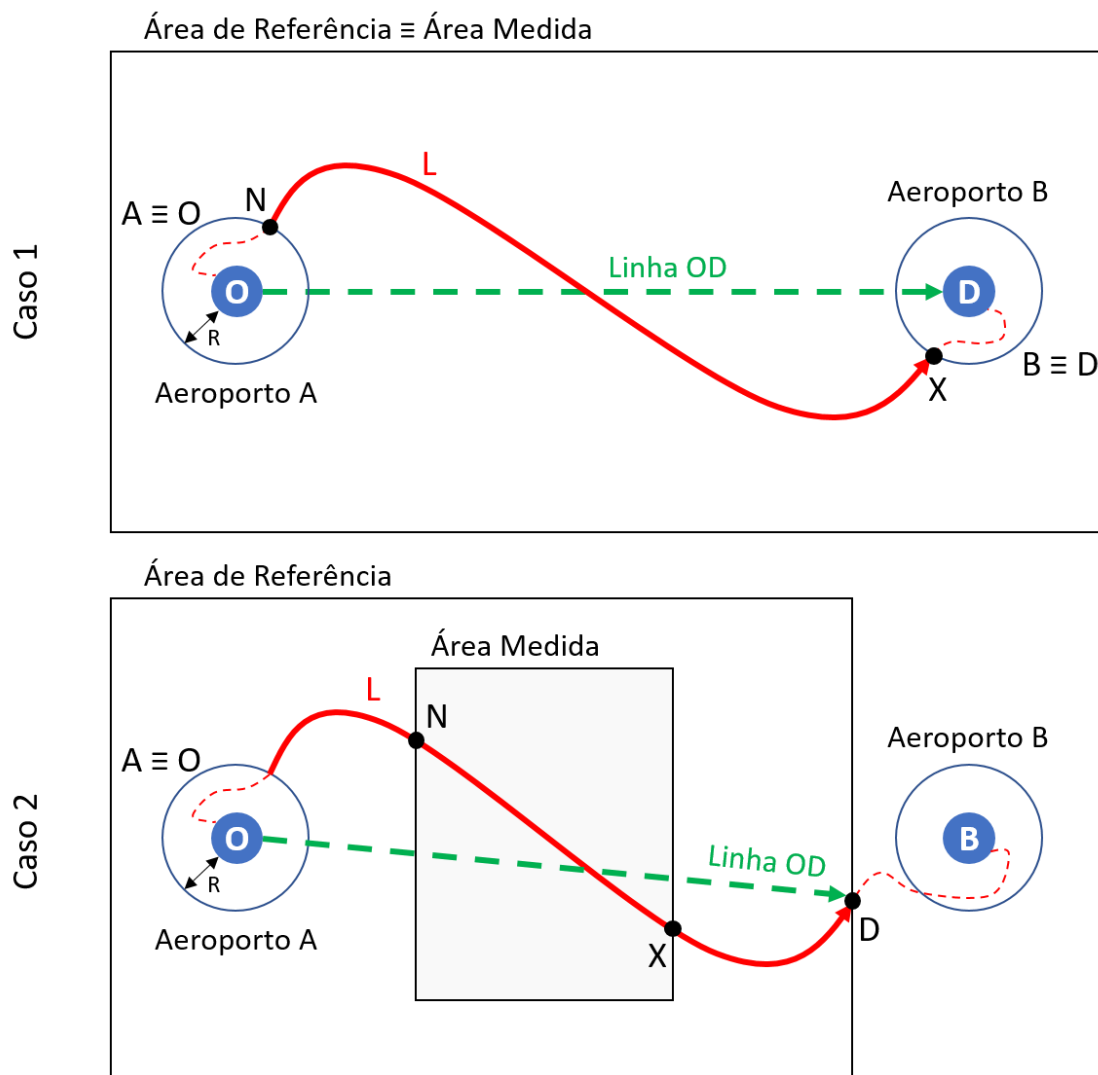 Área de Referência ≡ Área Medida
Caso 1
L
N
A ≡ O
Aeroporto B
Linha OD
O
D
R
B ≡ D
X
Aeroporto A
Área de Referência
Caso 2
Área Medida
L
N
A ≡ O
Aeroporto B
O
B
Linha OD
R
D
X
Aeroporto A